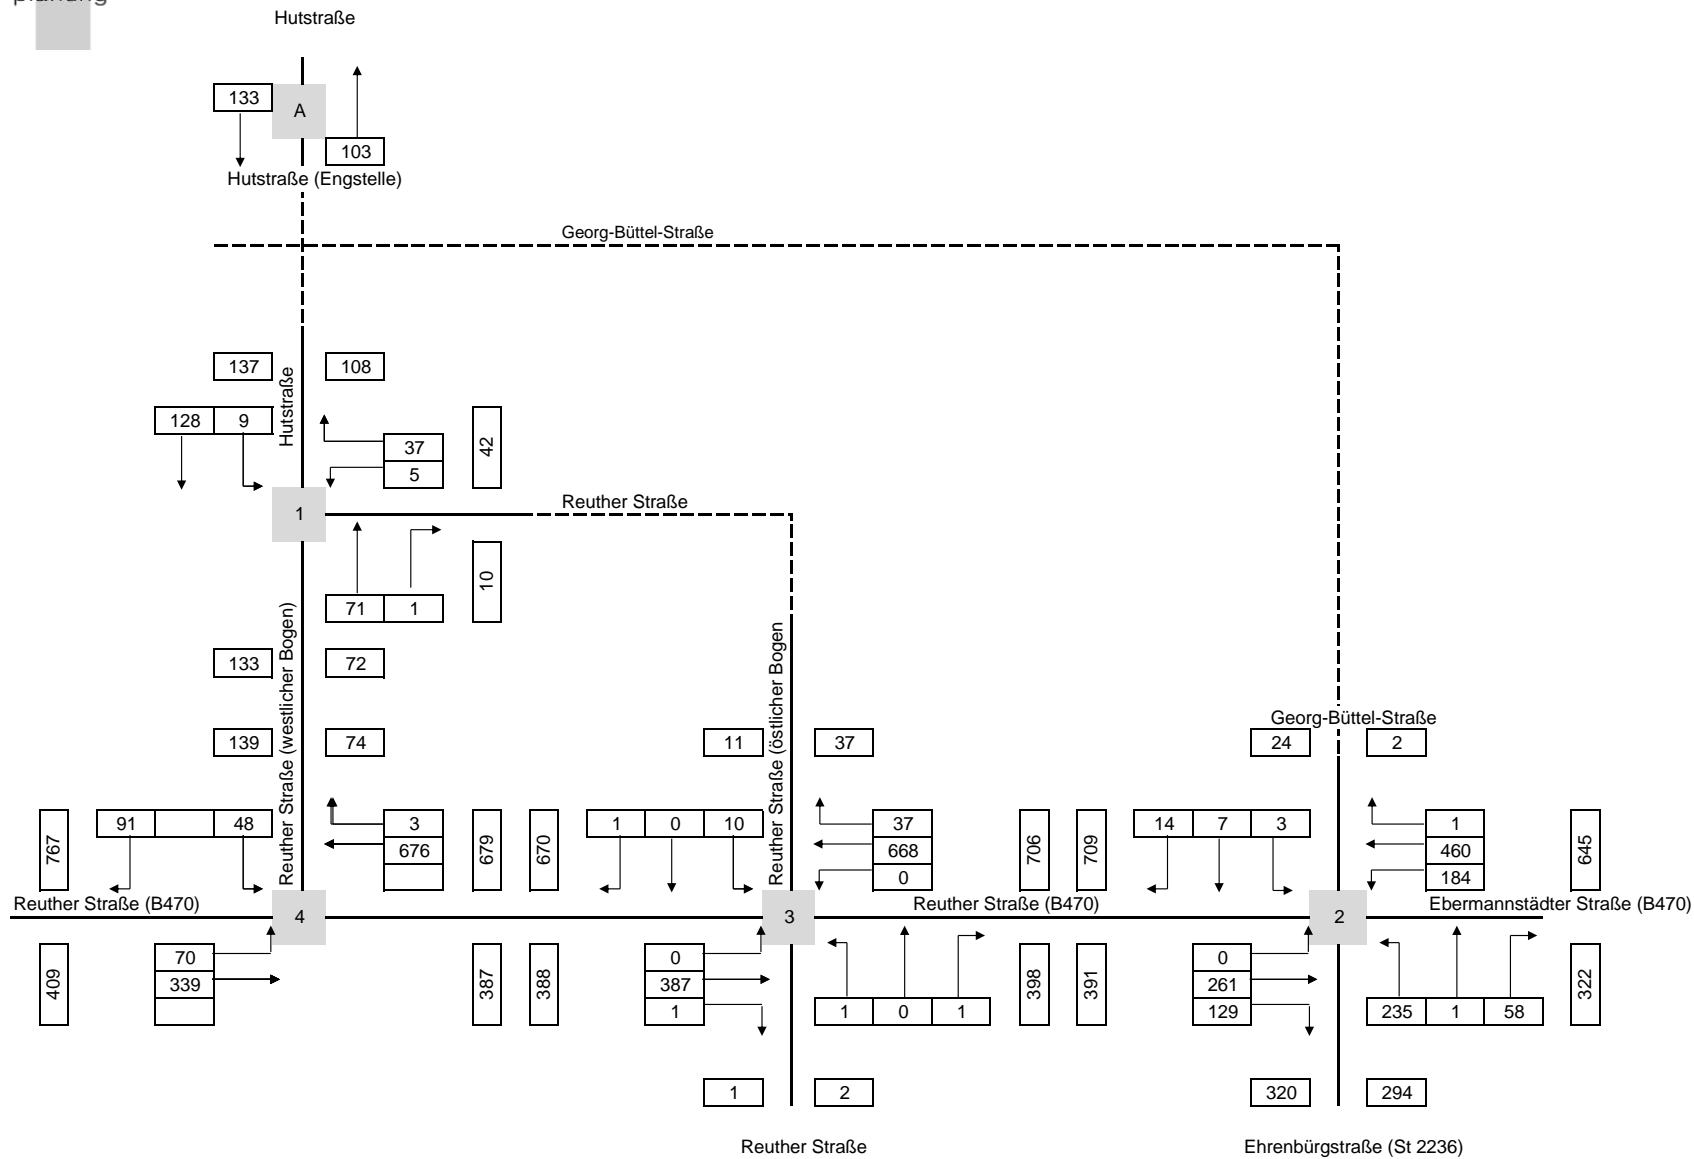 planung
Hutstraße
133
A
103
Hutstraße (Engstelle)
Georg-Büttel-Straße
137
108
Hutstraße
128 9
37
5
42
1
Reuther Straße
10
71 1
Reuther Straße (westlicher Bogen)
133
72
139
74
Reuther Straße (östlicher Bogen
11
37
Georg-Büttel-Straße
24
2
767
91 48
3
676
679
670
1 0 10
37
668
0
706
709
14 7 3
1
460
184
645
Reuther Straße (B470)
4
3
Reuther Straße (B470)
2
Ebermannstädter Straße (B470)
409
70
339
387
388
0
387
1
1 0 1
398
391
0
261
129
235 1 58
322
1
2
320
294
Reuther Straße
Ehrenbürgstraße (St 2236)